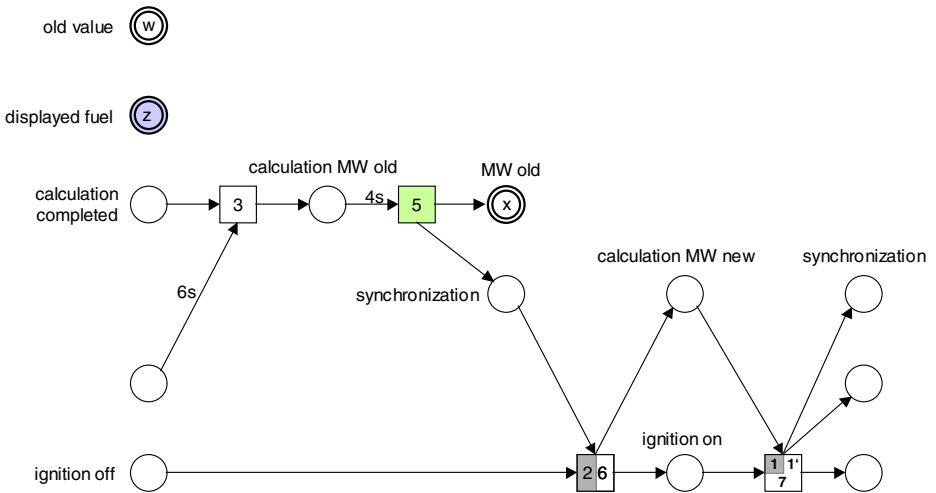 old value
w
displayed fuel
z
calculation MW old
MW old
calculation
completed
3
4s
5
x
calculation MW new
synchronization
6s
synchronization
ignition on
ignition off
2 6
1 1'
7